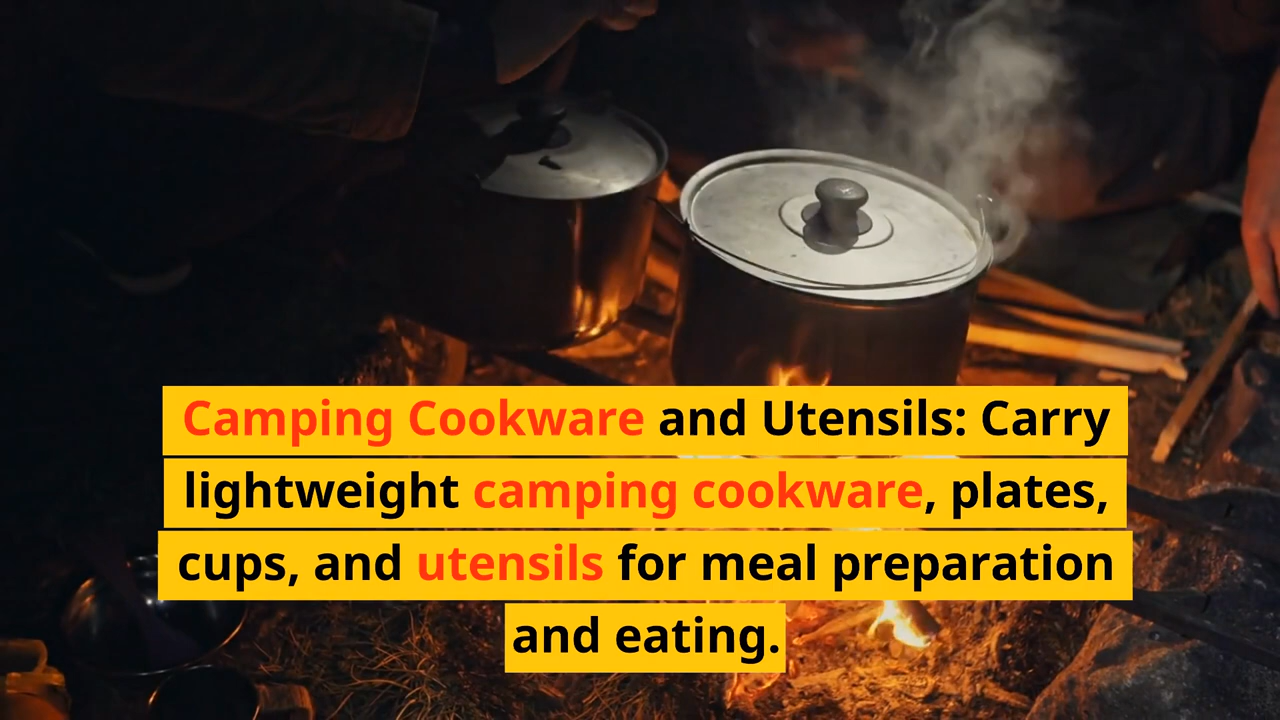 Camping Cookware and Utensils: Carry
lightweight camping cookware, plates,
cups, and utensils for meal preparation
and eating.